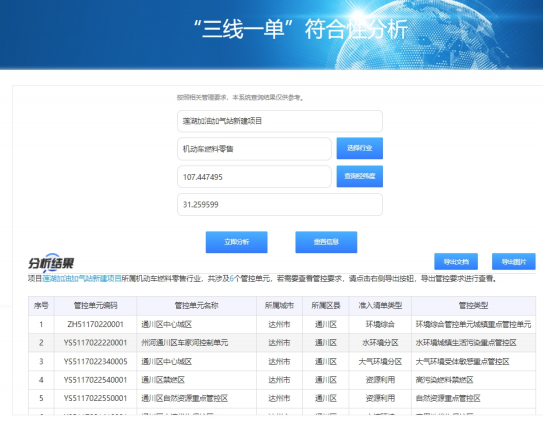 “三线一单”符合性分析
按照相关管理要求，本系统查询结果仅供参考。
莲湖加油加气站新建项目
机动车燃料零售
选择行业
107.447495
查询经纬度
31.259599
立即分析
重置信息
分析结果
导出文档
导出图片
项目莲湖加油加气站新建项目所属机动车燃料零售行业，共涉及6个管控单元，若需要查看管控要求，请点击右侧导出按钮，导出管控要求进行查看。
序号 管控单元编码 管控单元名称 所属城市 所属区县 准入清单类型 管控类型
1 ZH51170220001 通川区中心城区 达州市 通川区 环境综合 环境综合管控单元城镇重点管控单元
2 YS5117022220001 州河通川区车家河控制单元 达州市 通川区 水环境分区 水环境城镇生活污染重点管控区
3 YS5117022340005 通川区中心城区 达州市 通川区 大气环境分区 大气环境受体敏感重点管控区
4 YS5117022540001 通川区禁燃区 达州市 通川区 资源利用 高污染燃料禁燃区
5 YS5117022550001 通川区自然资源重点管控区 达州市 通川区 资源利用 自然资源重点管控区